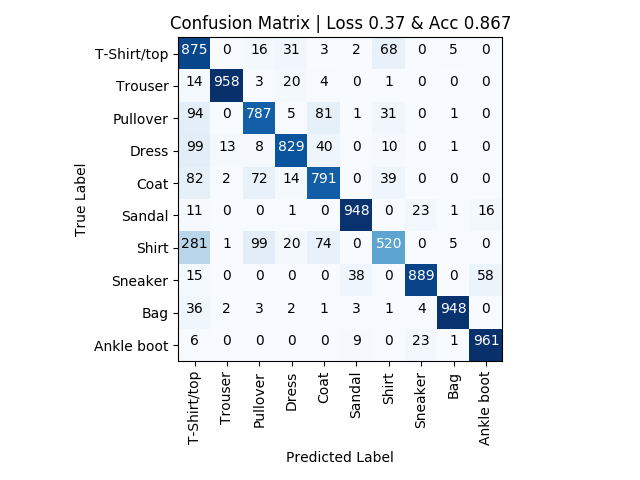 Confusion Matrix | Loss 0.37 & Acc 0.867
T-Shirt/top 875 0 16 31 3 2 68 0 5 0
Trouser 14 958 3 20 4 0 1 0 0 0
Pullover 94 0 787 5 81 1 31 0 1 0
Dress 99 13 8 829 40 0 10 0 1 0
Coat 82 2 72 14 791 0 39 0 0 0
Sandal 11 0 0 1 0 948 0 23 1 16
Shirt 281 1 99 20 74 0 520 0 5 0
Sneaker 15 0 0 0 0 38 0 889 0 58
Bag 36 2 3 2 1 3 1 4 948 0
Ankle boot 6 0 0 0 0 9 0 23 1 961
True Label
T-Shirt/top Trouser Pullover Dress Coat Sandal Shirt Sneaker Bag Ankle boot
Predicted Label